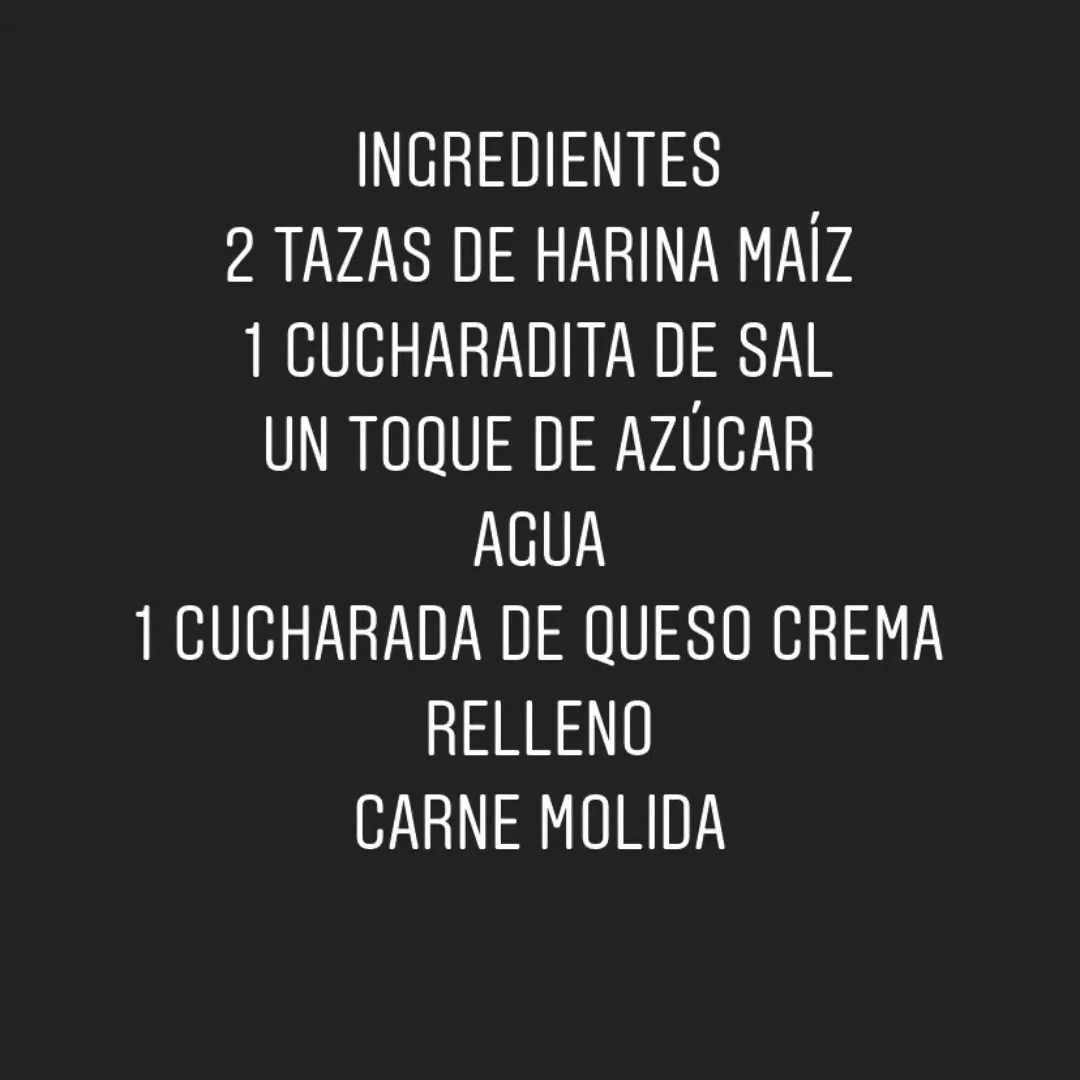 INGREDIENTES
2 TAZAS DE HARINA MAÍZ
1 CUCHARADITA DE SAL
UN TOQUE DE AZÚCAR
AGUA
1 CUCHARADA DE QUESO CREMA
RELLENO
CARNE MOLIDA